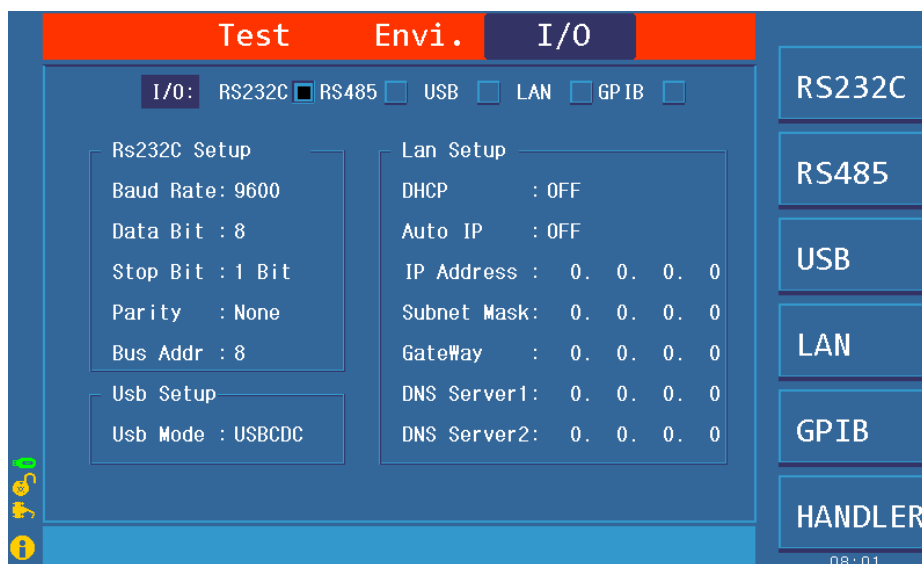 Test Envi. I/O
I/O: RS232C RS485 USB LAN GPIB
Rs232C Setup
Baud Rate: 9600
Data Bit : 8
Stop Bit : 1 Bit
Parity : None
Bus Addr : 8
Usb Setup
Usb Mode : USBCDC
Lan Setup
DHCP : OFF
Auto IP : OFF
IP Address : 0. 0. 0. 0
Subnet Mask: 0. 0. 0. 0
GateWay : 0. 0. 0. 0
DNS Server1: 0. 0. 0. 0
DNS Server2: 0. 0. 0. 0
RS232C
RS485
USB
LAN
GPIB
HANDLER
08:01